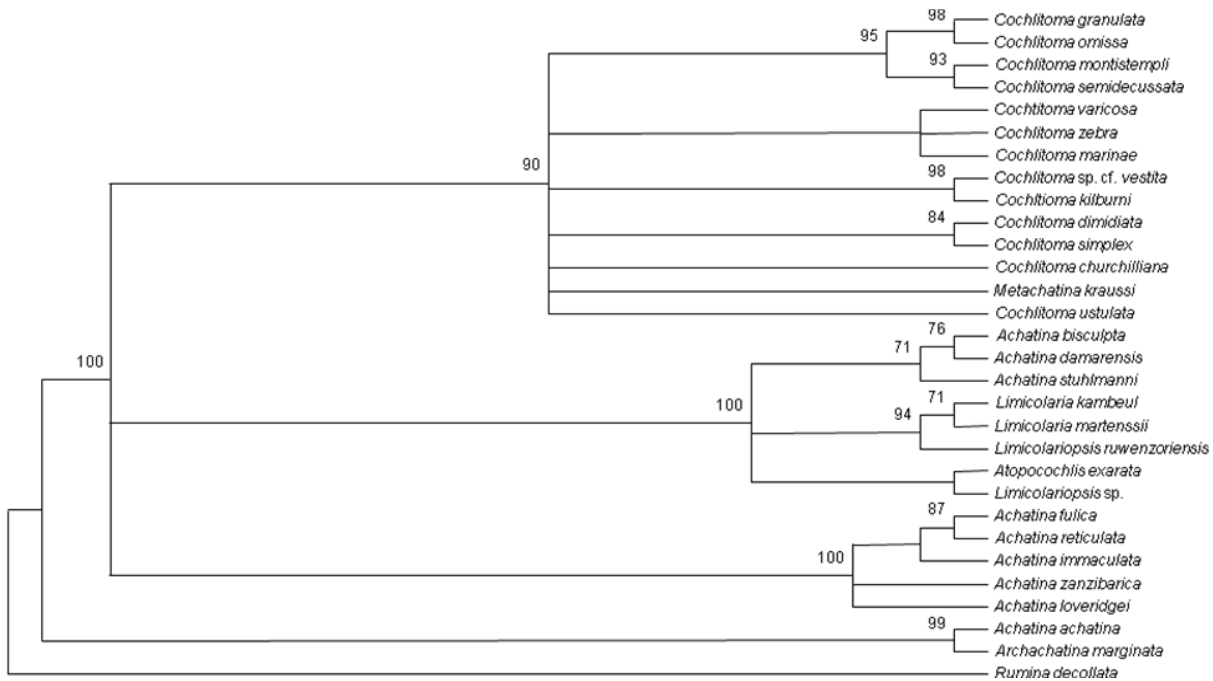 98
Cochlitoma granulata
95
Cochlitoma omissa
93
Cochlitoma montistempli
Cochlitoma semidecussata
Cochtitoma varicosa
Cochlitoma zebra
Cochlitoma marinae
90
98
Cochlitoma sp. cf. vestita
Cochltioma kilburni
84
Cochlitoma dimidiata
Cochlitoma simplex
Cochlitoma churchilliana
Metachatina kraussi
Cochlitoma ustulata
76
Achatina bisculpta
71
Achatina damarensis
100
Achatina stuhlmanni
71
Limicolaria kambeul
94
Limicolaria martenssii
100
Limicolariopsis ruwenzoriensis
Atopocochlis exarata
Limicolariopsis sp.
87
Achatina fulica
Achatina reticulata
100
Achatina immaculata
Achatina zanzibarica
Achatina loveridgei
99
Achatina achatina
Archachatina marginata
Rumina decollata